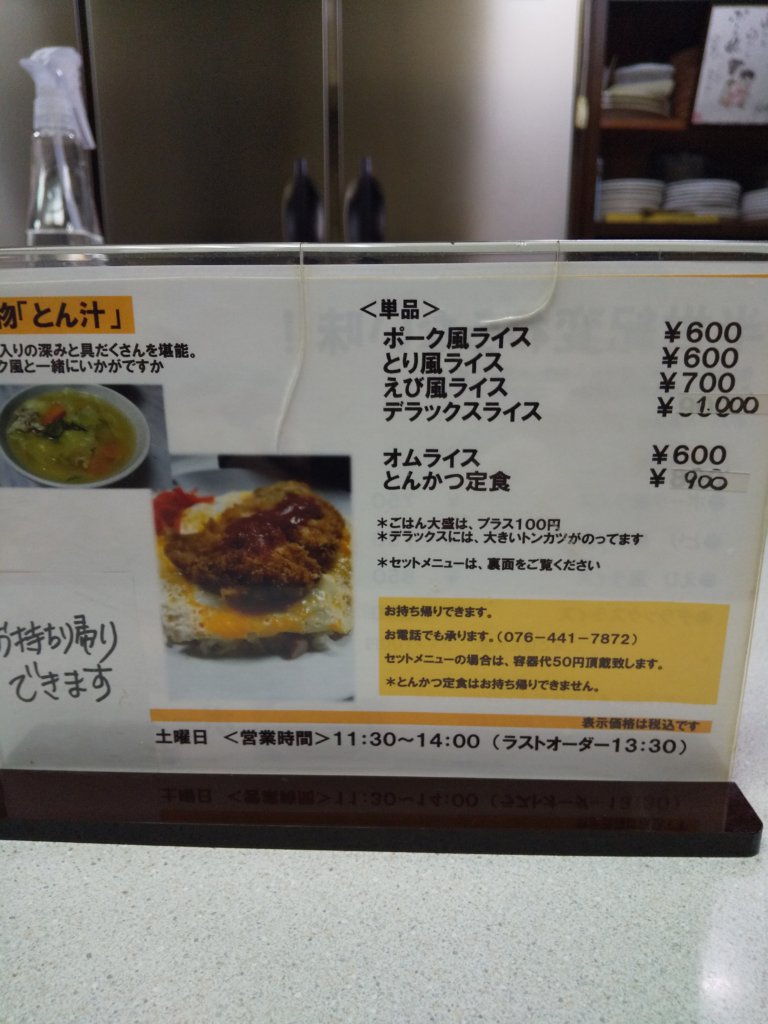 物「とん汁」
入りの深みと具だくさんを堪能。
ク風と一緒にいかがですか
お持ち帰り
できます
＜単品＞
ポーク風ライス ￥600
とり風ライス ￥600
えび風ライス ￥700
デラックスライス ￥1,000
オムライス ￥600
とんかつ定食 ￥900
＊ごはん大盛は、プラス100円
＊デラックスには、大きいトンカツがのってます
＊セットメニューは、裏面をご覧ください
お持ち帰りできます。
お電話でも承ります。（076－441－7872）
セットメニューの場合は、容器代50円頂戴致します。
＊とんかつ定食はお持ち帰りできません。
表示価格は税込です
土曜日 ＜営業時間＞11：30～14：00（ラストオーダー13：30）